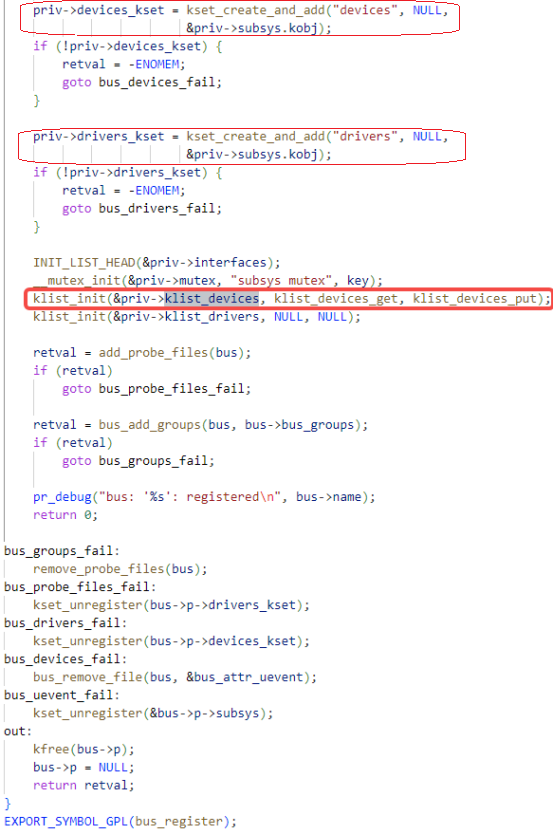 priv->devices_kset = kset_create_and_add("devices", NULL,
&priv->subsys.kobj);
if (!priv->devices_kset) {
retval = -ENOMEM;
goto bus_devices_fail;
}
priv->drivers_kset = kset_create_and_add("drivers", NULL,
&priv->subsys.kobj);
if (!priv->drivers_kset) {
retval = -ENOMEM;
goto bus_drivers_fail;
}
INIT_LIST_HEAD(&priv->interfaces);
__mutex_init(&priv->mutex, "subsys mutex", key);
klist_init(&priv->klist_devices, klist_devices_get, klist_devices_put);
klist_init(&priv->klist_drivers, NULL, NULL);
retval = add_probe_files(bus);
if (retval)
goto bus_probe_files_fail;
retval = bus_add_groups(bus, bus->bus_groups);
if (retval)
goto bus_groups_fail;
pr_debug("bus: '%s': registered\n", bus->name);
return 0;
bus_groups_fail:
remove_probe_files(bus);
bus_probe_files_fail:
kset_unregister(bus->p->drivers_kset);
bus_drivers_fail:
kset_unregister(bus->p->devices_kset);
bus_devices_fail:
bus_remove_file(bus, &bus_attr_uevent);
bus_uevent_fail:
kset_unregister(&bus->p->subsys);
out:
kfree(bus->p);
bus->p = NULL;
return retval;
}
EXPORT_SYMBOL_GPL(bus_register);